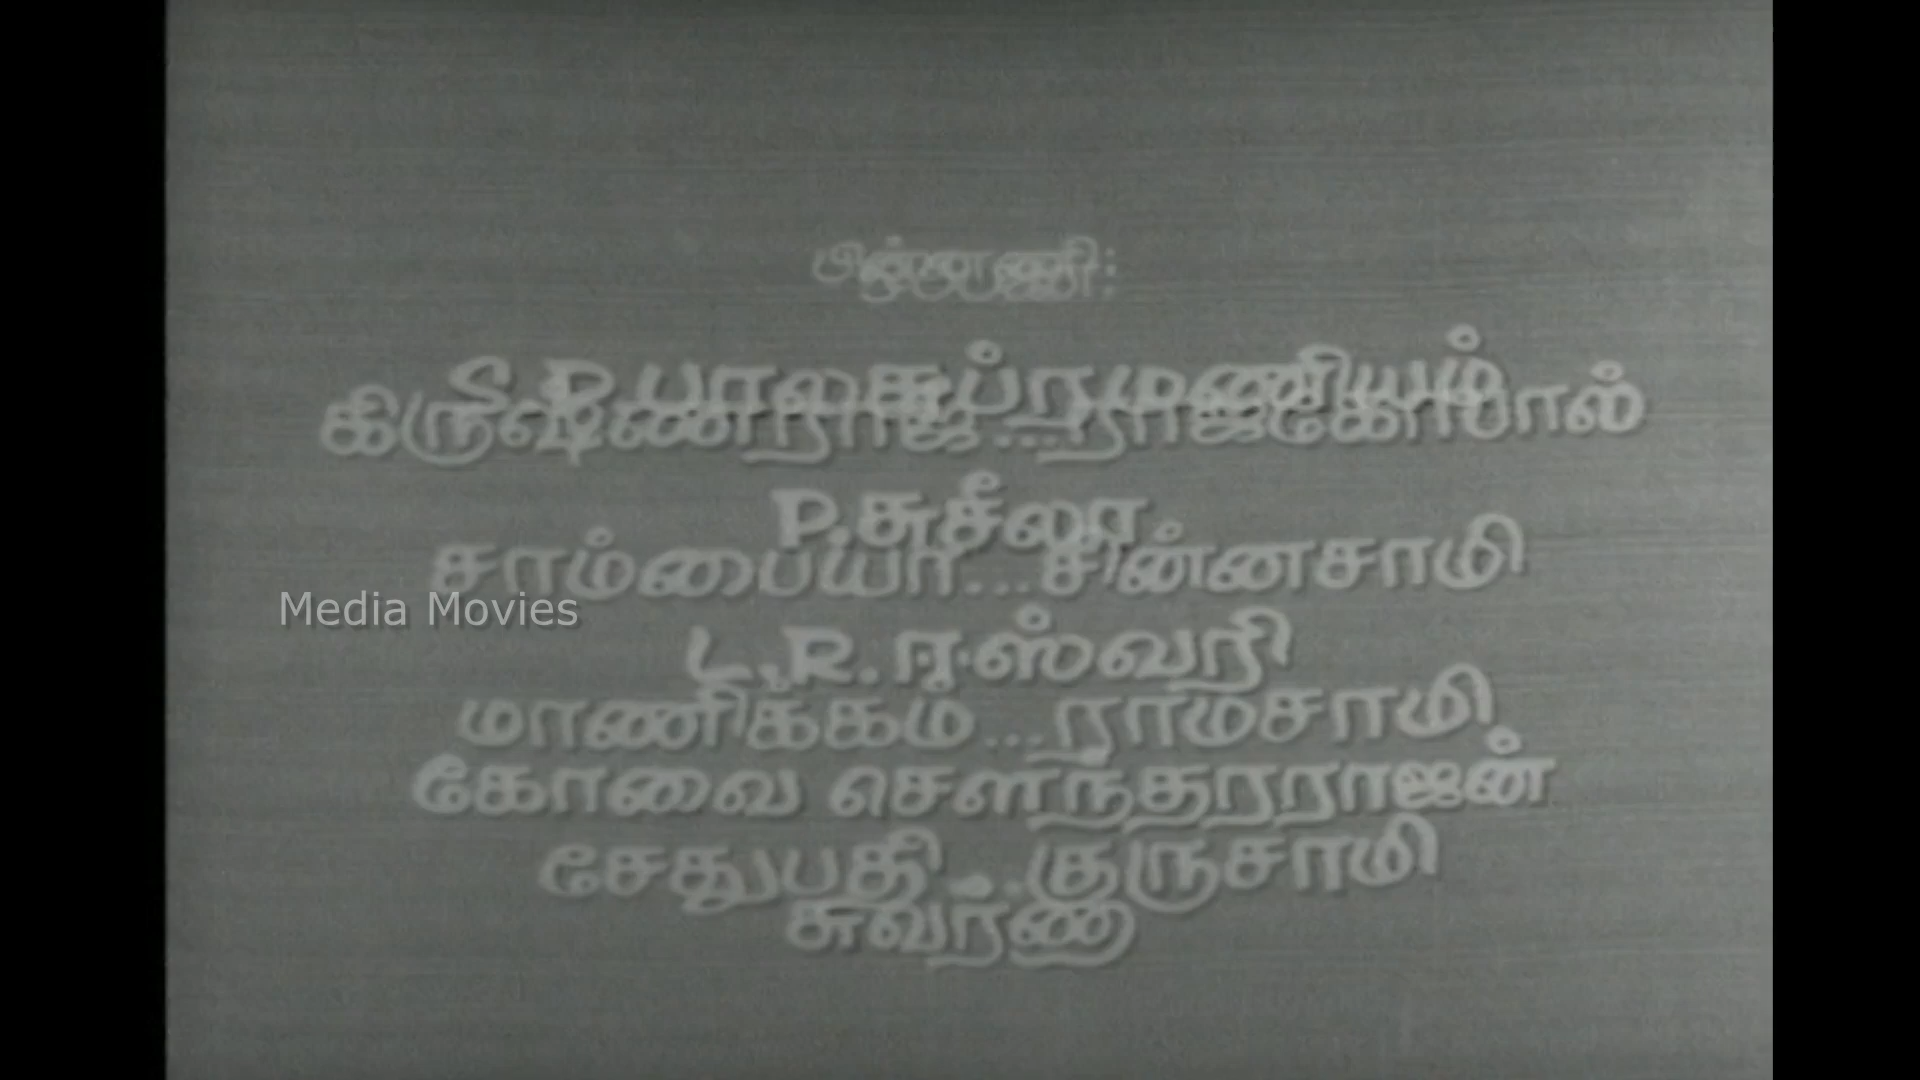 பின்னணி:
S.P.பாலசுப்ரமணியம்
கிருஷ்ணராஜ்...ராஜகோபால்
P.சுசீலா
சாம்பையா...சின்னசாமி
Media Movies
L.R.ஈஸ்வரி
மாணிக்கம்...ராமசாமி
கோவை சௌந்தரராஜன்
சேதுபதி...குருசாமி
சுவர்ணா